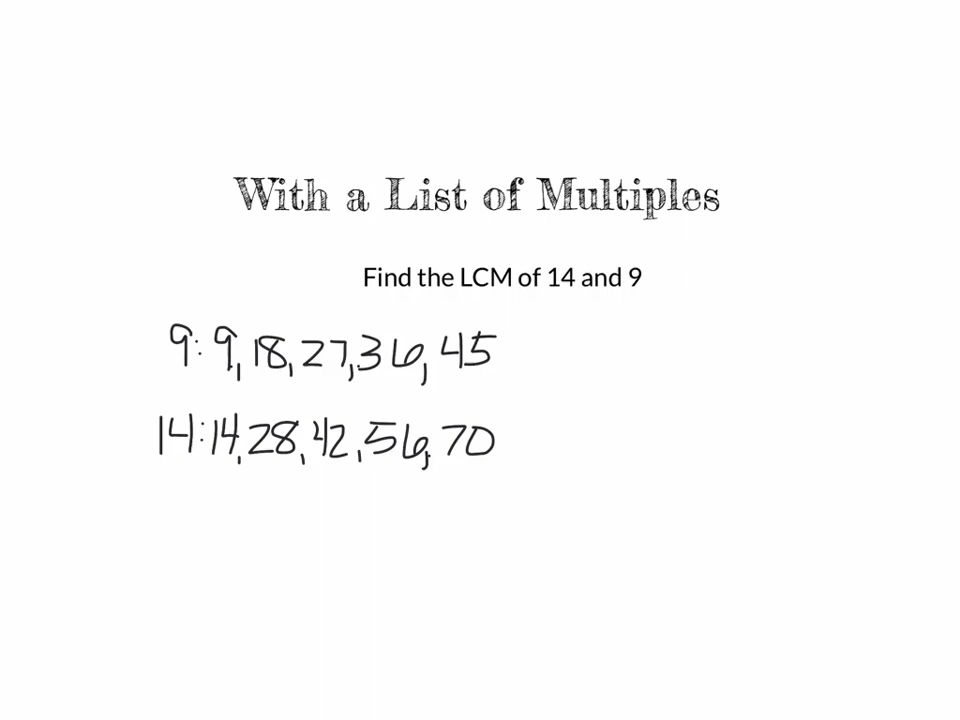 With a List of Multiples
Find the LCM of 14 and 9
9: 9, 18, 27, 36, 45
14: 14, 28, 42, 56, 70